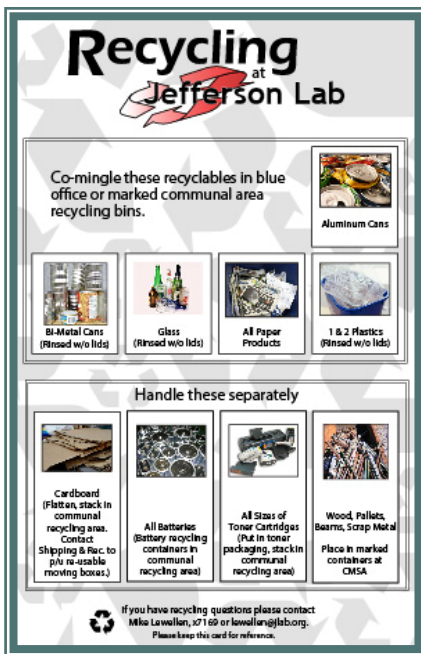 Recycling
at
Jefferson Lab
Co-mingle these recyclables in blue
office or marked communal area
recycling bins.
Aluminum Cans
Bi-Metal Cans
(Rinsed w/o lids)
Glass
(Rinsed w/o lids)
All Paper
Products
1 & 2 Plastics
(Rinsed w/o lids)
Handle these separately
Cardboard
(Flatten, stack in
communal
recycling area.
Contact
Shipping & Rec. to
p/u re-usable
moving boxes.)
All Batteries
(Battery recycling
containers in
communal
recycling area)
All Sizes of
Toner Cartridges
(Put in toner
packaging, stack in
communal
recycling area)
Wood, Pallets,
Beams, Scrap Metal
Place in marked
containers at
CMSA
If you have recycling questions please contact
Mike Lewellen, x7169 or lewellen@jlab.org.
Please keep this card for reference.